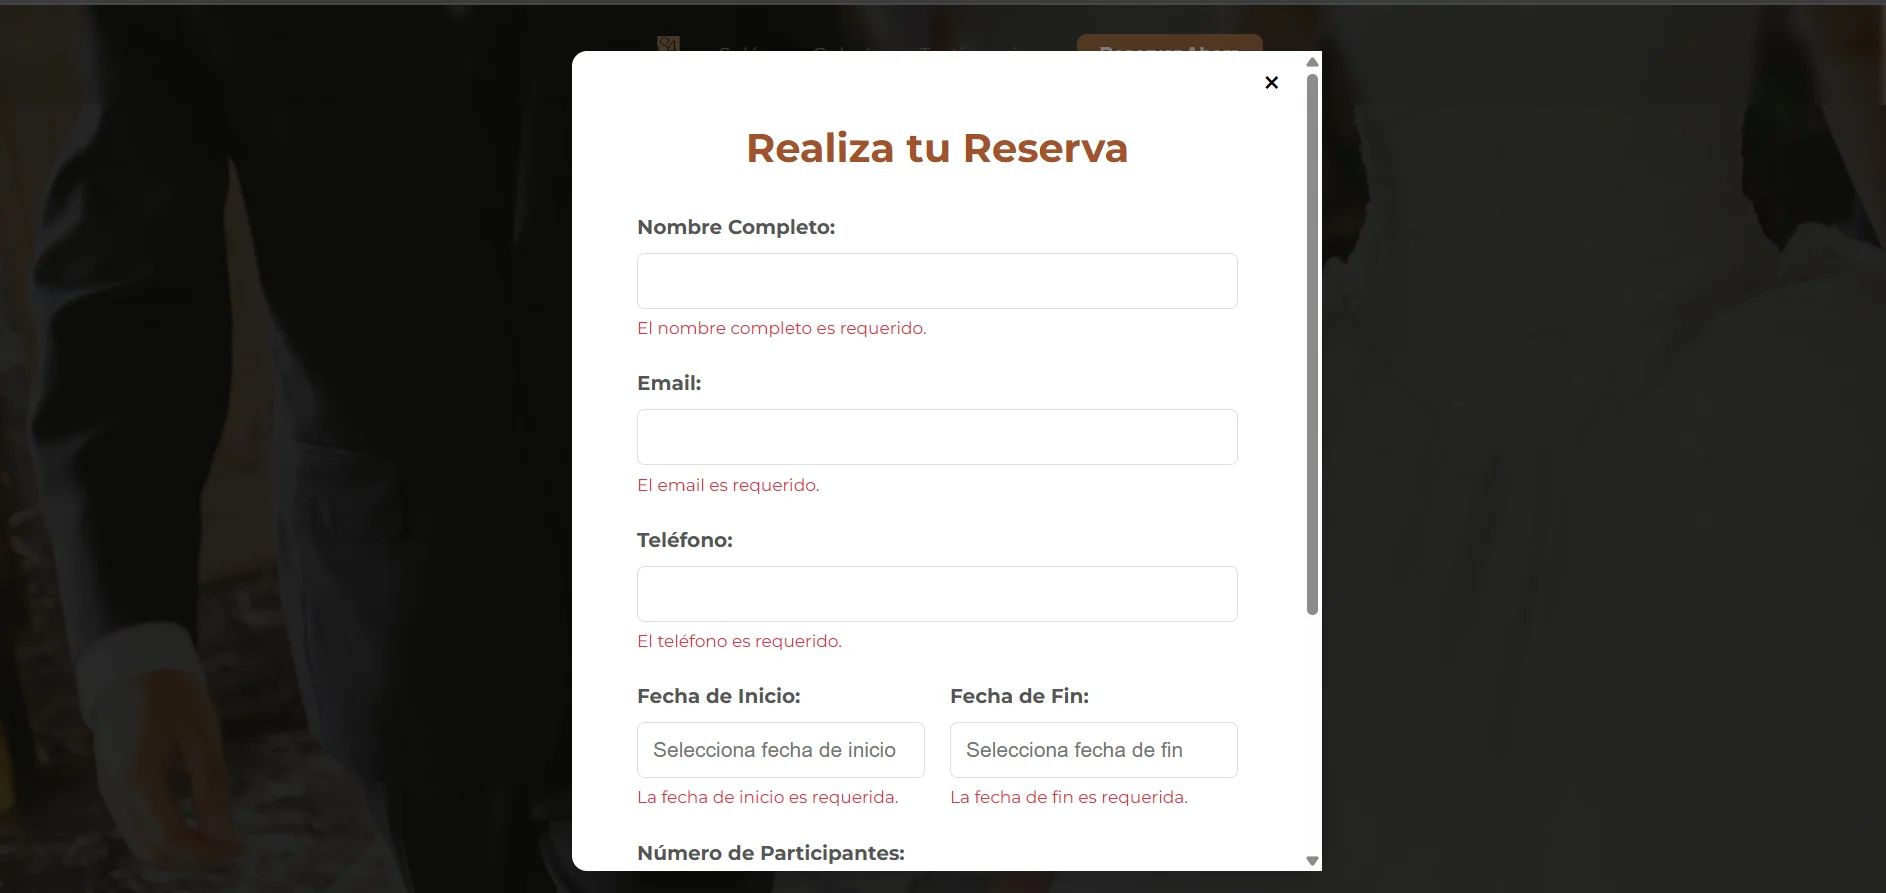 ×
Realiza tu Reserva
Nombre Completo:
El nombre completo es requerido.
Email:
El email es requerido.
Teléfono:
El teléfono es requerido.
Fecha de Inicio: Fecha de Fin:
Selecciona fecha de inicio Selecciona fecha de fin
La fecha de inicio es requerida. La fecha de fin es requerida.
Número de Participantes: